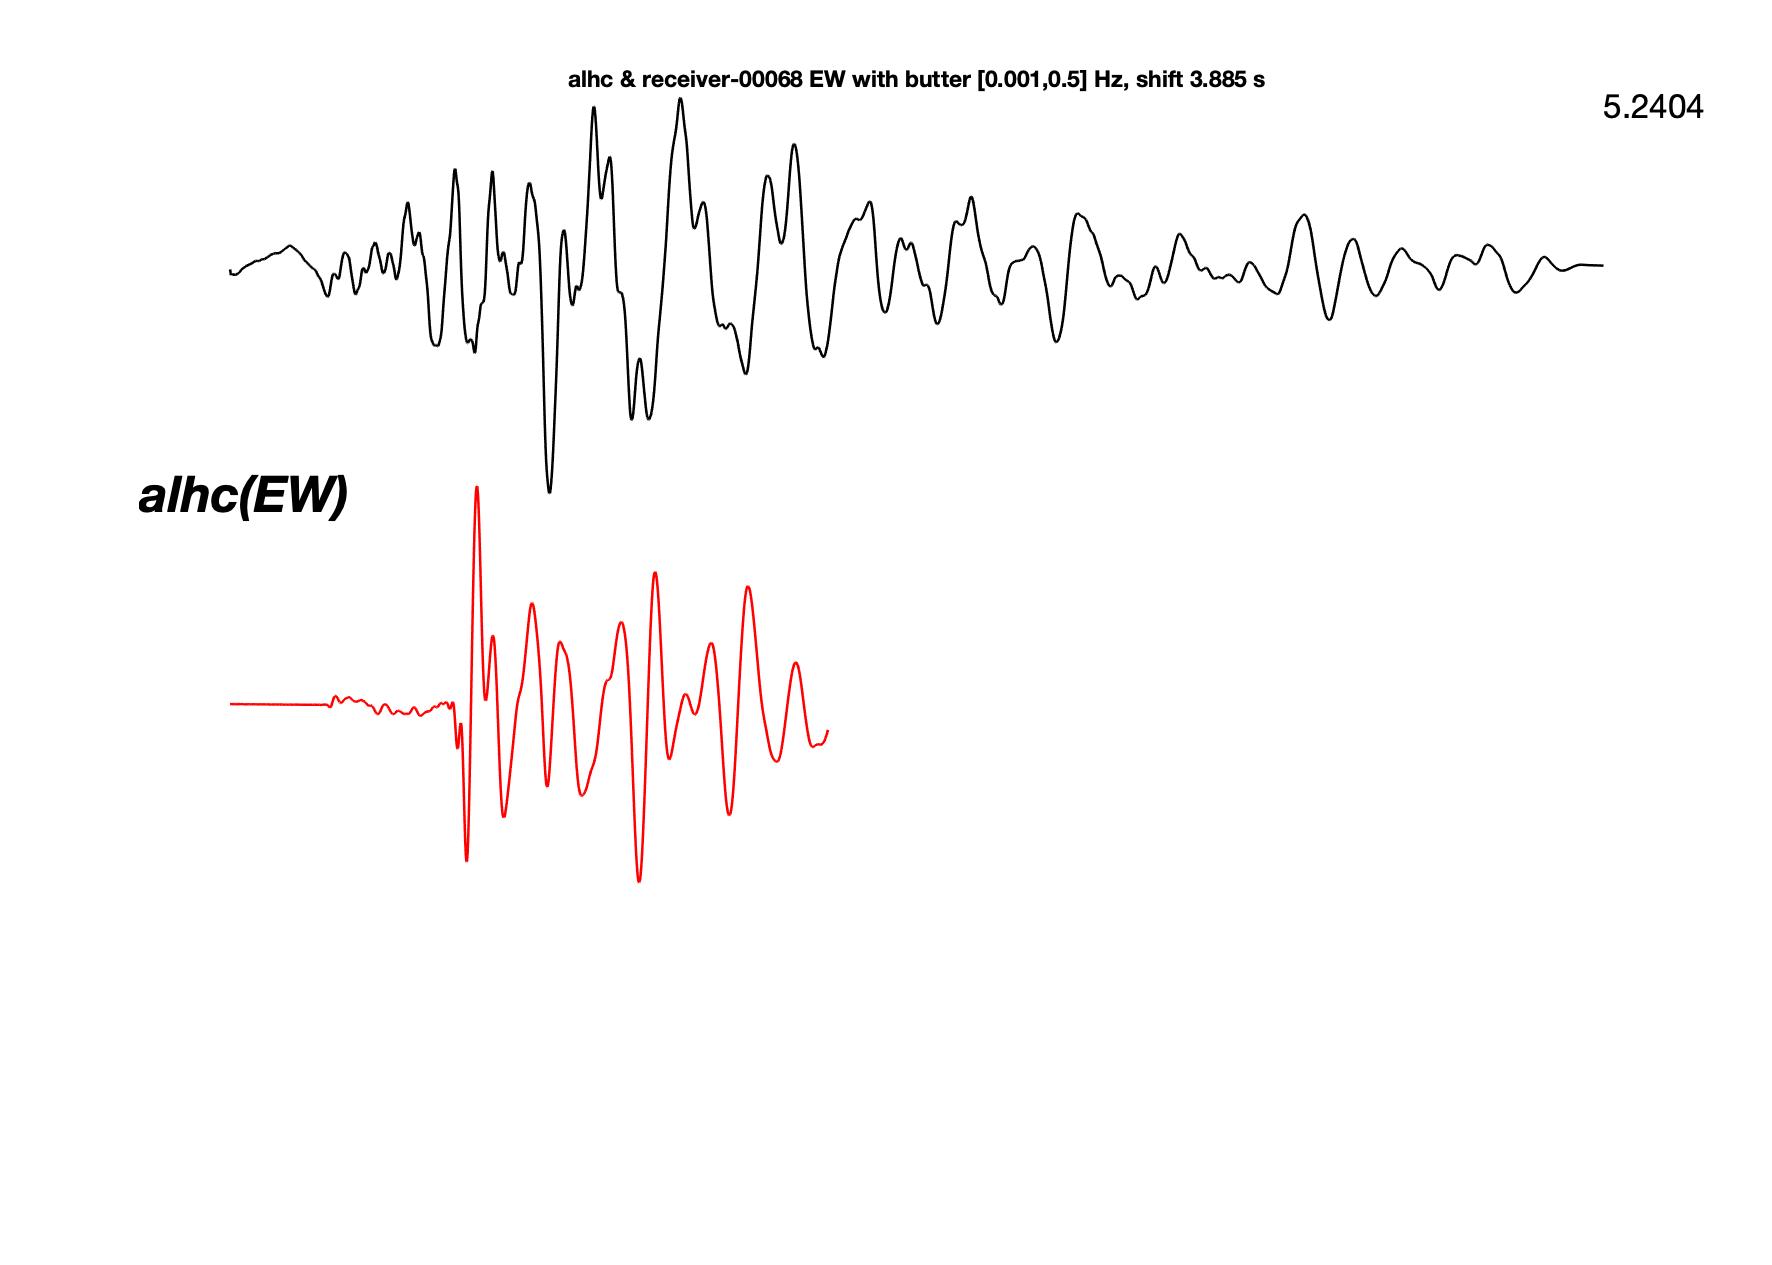 alhc & receiver-00068 EW with butter [0.001,0.5] Hz, shift 3.885 s
5.2404
alhc(EW)